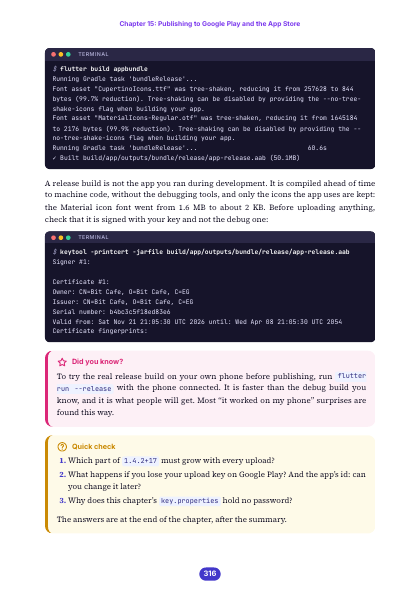 Chapter 15: Publishing to Google Play and the App Store
TERMINAL
$ flutter build appbundle
Running Gradle task 'bundleRelease'...
Font asset "CupertinoIcons.ttf" was tree-shaken, reducing it from 257628 to 844
bytes (99.7% reduction). Tree-shaking can be disabled by providing the --no-tree-
shake-icons flag when building your app.
Font asset "MaterialIcons-Regular.otf" was tree-shaken, reducing it from 1645184
to 2176 bytes (99.9% reduction). Tree-shaking can be disabled by providing the --
no-tree-shake-icons flag when building your app.
Running Gradle task 'bundleRelease'... 60.6s
✓ Built build/app/outputs/bundle/release/app-release.aab (50.1MB)
A release build is not the app you ran during development. It is compiled ahead of time
to machine code, without the debugging tools, and only the icons the app uses are kept:
the Material icon font went from 1.6 MB to about 2 KB. Before uploading anything,
check that it is signed with your key and not the debug one:
TERMINAL
$ keytool -printcert -jarfile build/app/outputs/bundle/release/app-release.aab
Signer #1:
Certificate #1:
Owner: CN=Bit Cafe, O=Bit Cafe, C=EG
Issuer: CN=Bit Cafe, O=Bit Cafe, C=EG
Serial number: b4bc3c5f18edf83e6
Valid from: Sat Nov 21 21:05:30 UTC 2026 until: Wed Apr 08 21:05:30 UTC 2054
Certificate fingerprints:
Did you know?
To try the real release build on your own phone before publishing, run flutter
run --release with the phone connected. It is faster than the debug build you
know, and it is what people will get. Most “it worked on my phone” surprises are
found this way.
Quick check
1. Which part of 1.4.2+17 must grow with every upload?
2. What happens if you lose your upload key on Google Play? And the app’s id: can
you change it later?
3. Why does this chapter’s key.properties hold no password?
The answers are at the end of the chapter, after the summary.
316